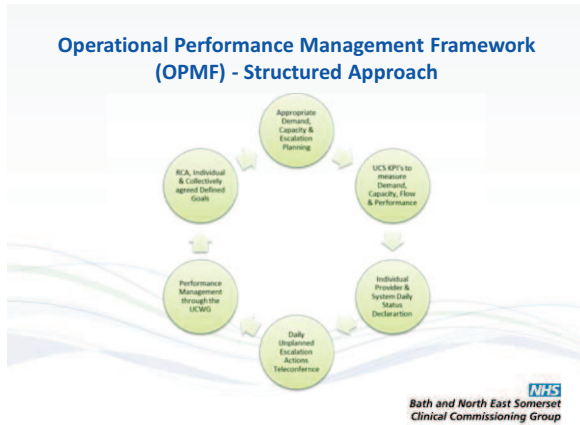 Operational Performance Management Framework
(OPMF) - Structured Approach
Appropriate
Demand,
Capacity &
Escalation
Planning
UCS KPI's to
measure
Demand,
Capacity, Flow
& Performance
Individual
Provider &
System Daily
Status
Declarartion
Daily
Unplanned
Escalation
Actions
Teleconfernce
Performance
Management
through the
UCWG
RCA, Individual
& Collectively
agreed Defined
Goals
NHS
Bath and North East Somerset
Clinical Commissioning Group